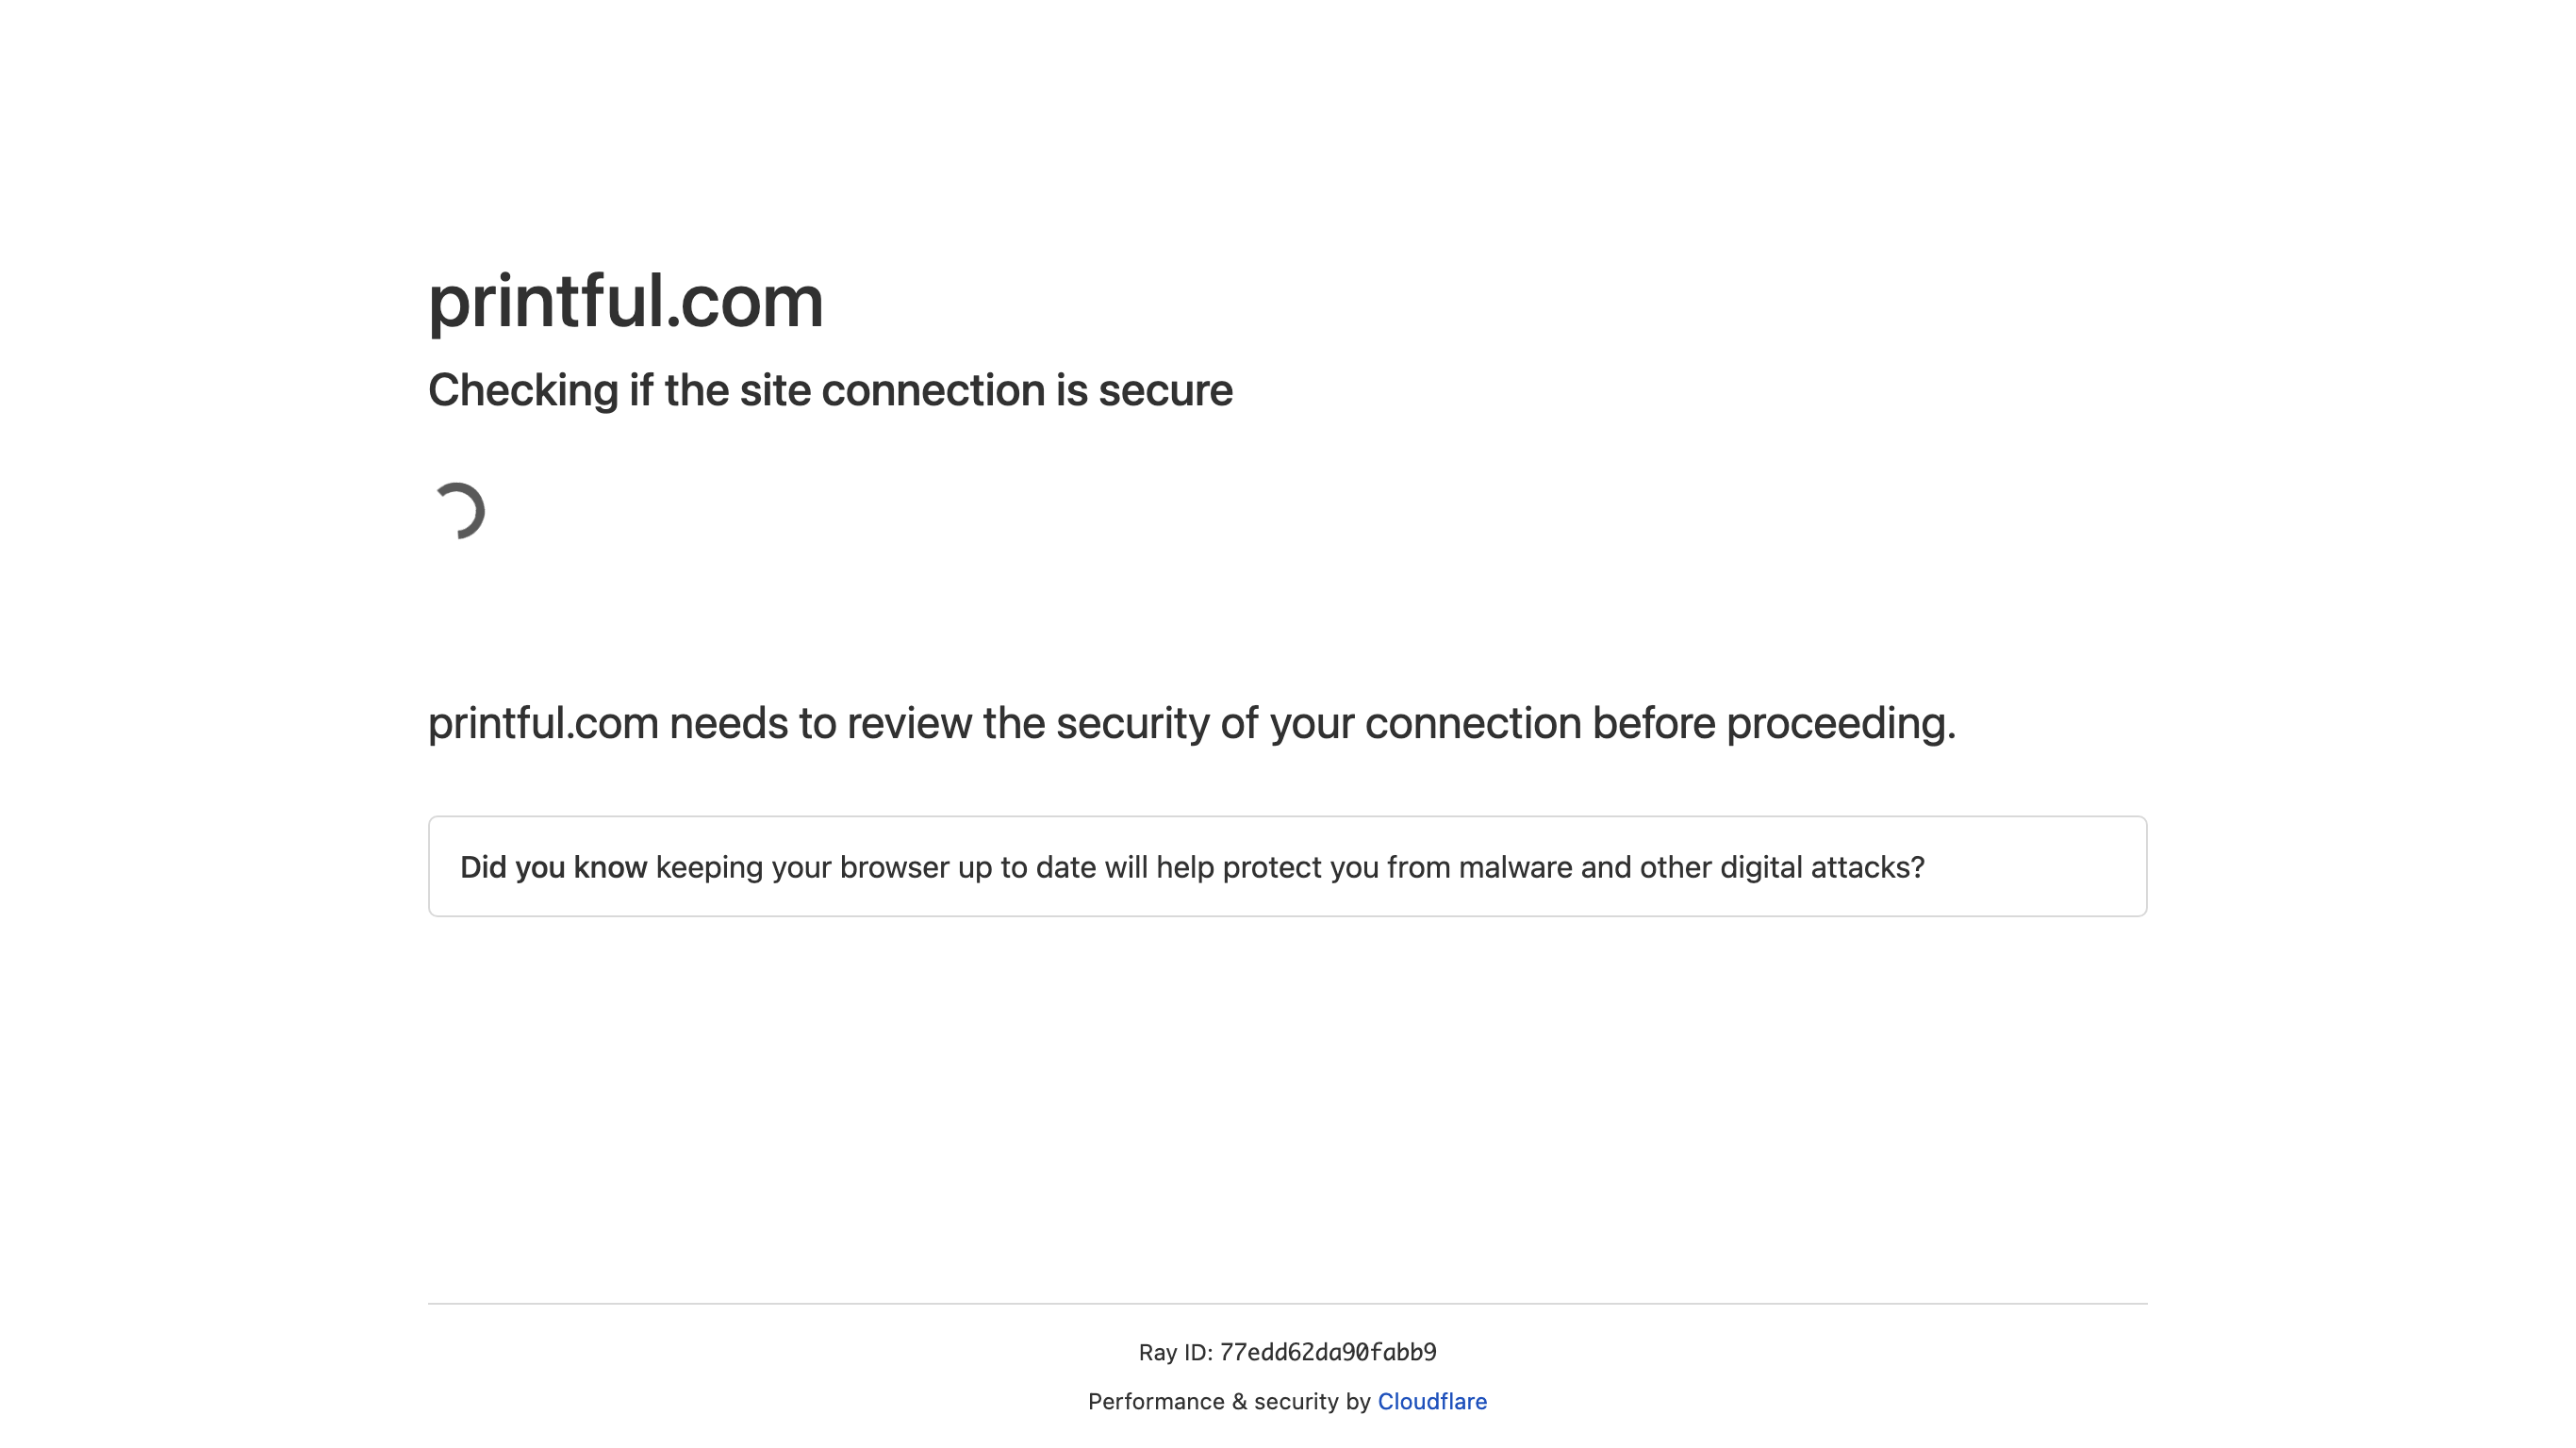 printful.com
Checking if the site connection is secure
printful.com needs to review the security of your connection before proceeding.
Did you know keeping your browser up to date will help protect you from malware and other digital attacks?
Ray ID: 77edd62da90fabb9
Performance & security by Cloudflare